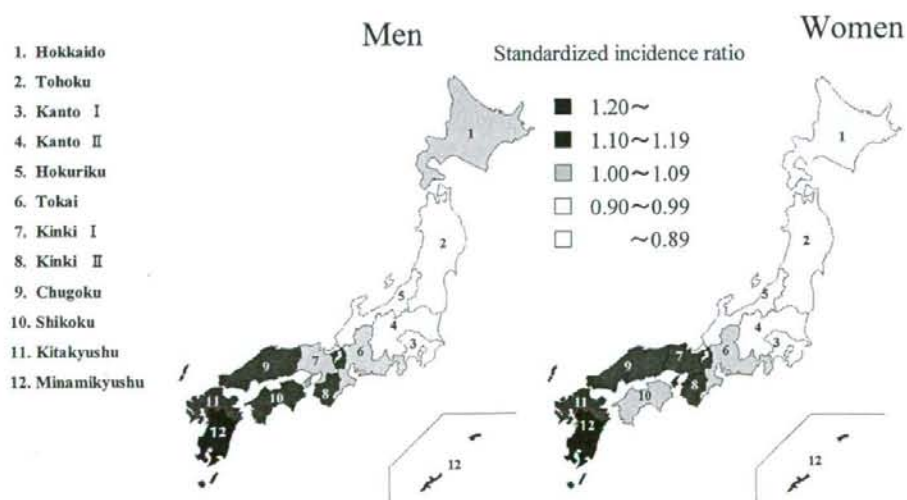 Men
Women
Standardized incidence ratio
1. Hokkaido
2. Tohoku
3. Kanto Ⅰ
4. Kanto Ⅱ
5. Hokuriku
6. Tokai
7. Kinki Ⅰ
8. Kinki Ⅱ
9. Chugoku
10. Shikoku
11. Kitakyushu
12. Minamikyushu
1.20～
1.10～1.19
1.00～1.09
0.90～0.99
～0.89
1
2
5
4
3
6
7
9
8
10
11
12
12
1
2
5
4
3
6
7
9
8
10
11
12
12